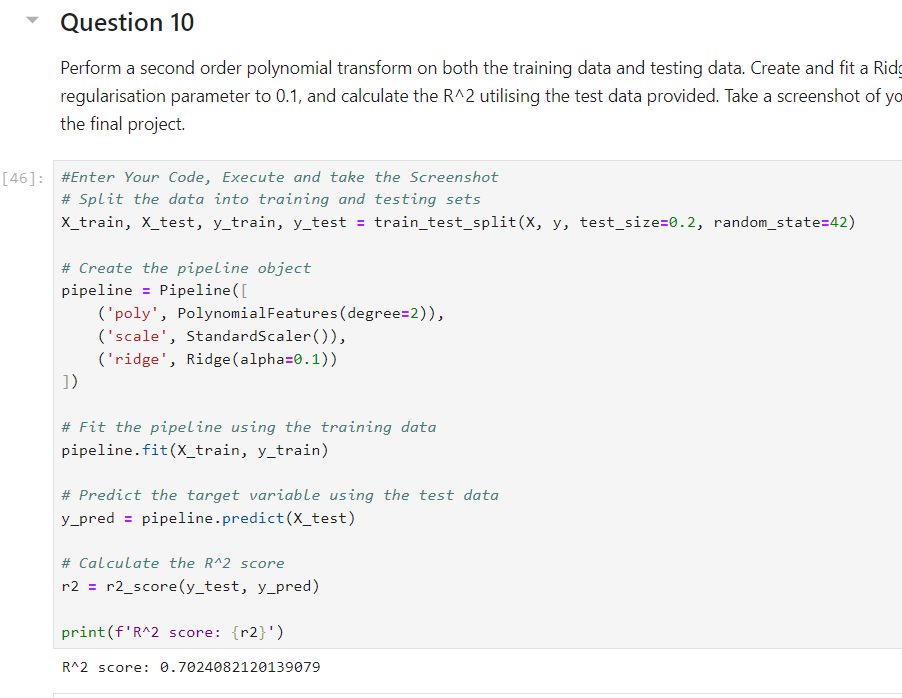 Question 10
Perform a second order polynomial transform on both the training data and testing data. Create and fit a
regularisation parameter to 0.1, and calculate the R^2 utilising the test data provided. Take a screenshot of
the final project.
[46]:
#Enter Your Code, Execute and take the Screenshot
# Split the data into training and testing sets
X_train, X_test, y_train, y_test = train_test_split(X, y, test_size=0.2, random_state=42)
# Create the pipeline object
pipeline = Pipeline([
    ('poly', PolynomialFeatures(degree=2)),
    ('scale', StandardScaler()),
    ('ridge', Ridge(alpha=0.1))
])
# Fit the pipeline using the training data
pipeline.fit(X_train, y_train)
# Predict the target variable using the test data
y_pred = pipeline.predict(X_test)
# Calculate the R^2 score
r2 = r2_score(y_test, y_pred)
print(f'R^2 score: {r2}')
R^2 score: 0.7024082120139079